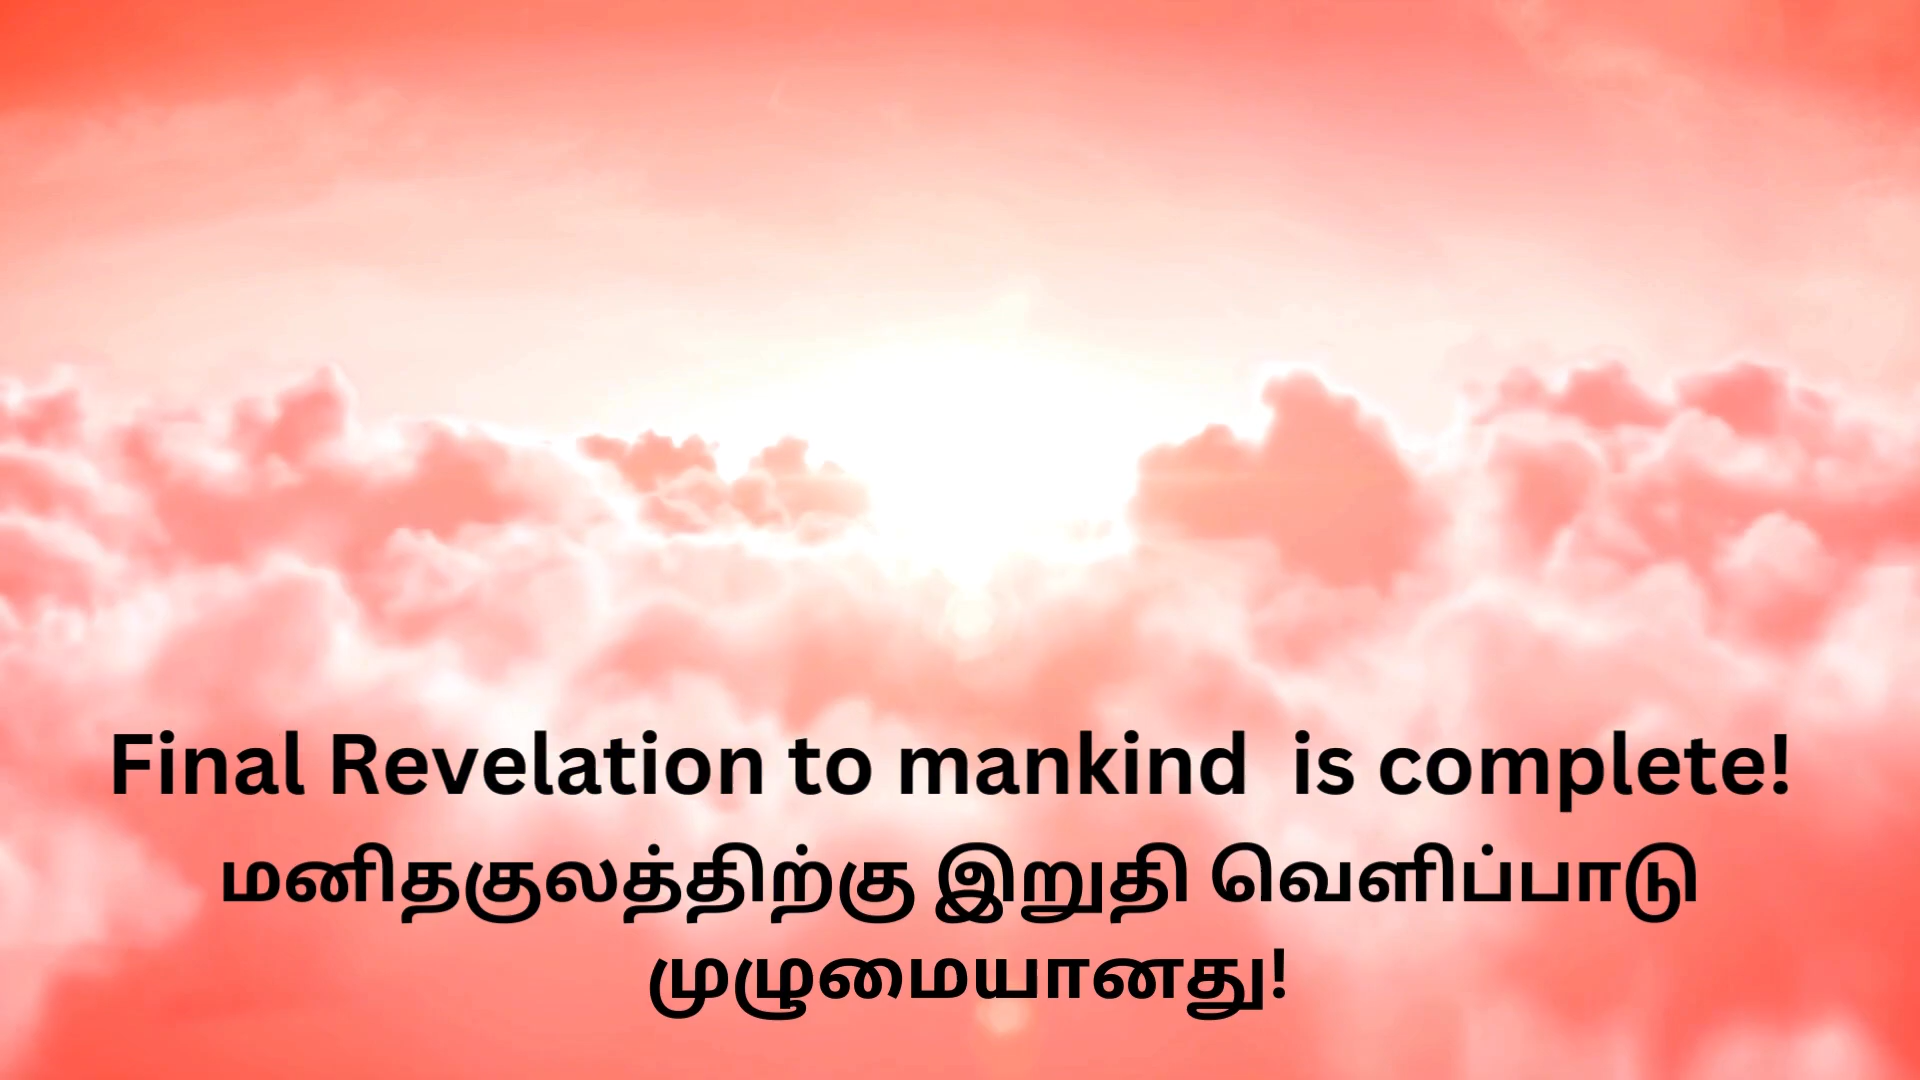 Final Revelation to mankind  is complete!
மனிதகுலத்திற்கு இறுதி வெளிப்பாடு
முழுமையானது!